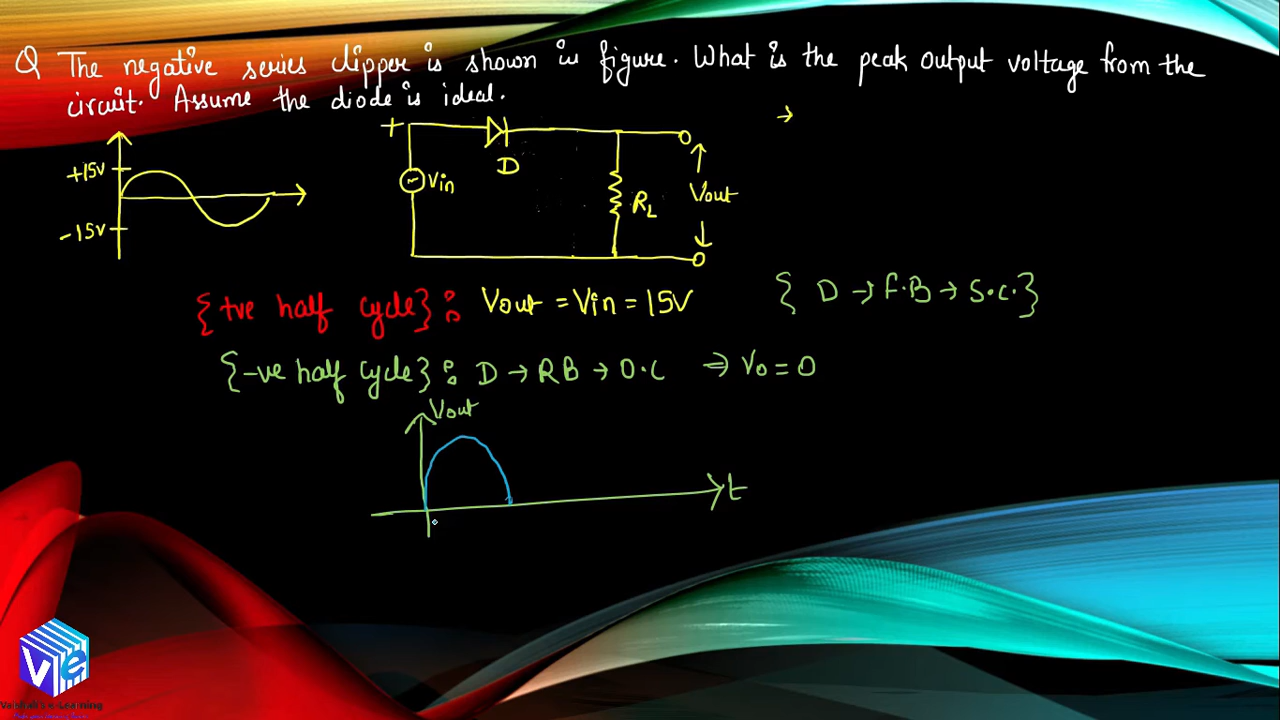 Q The negative series clipper is shown in figure. What is the peak output voltage from the
circuit. Assume the diode is ideal.
+15V
-15V
+
Vin
D
RL
Vout
{+ve half cycle} : Vout = Vin = 15V { D → F.B → S.C.}
{-ve half cycle} : D → RB → O.C ⇒ Vo = 0
Vout
t
Vaishali's e-Learning